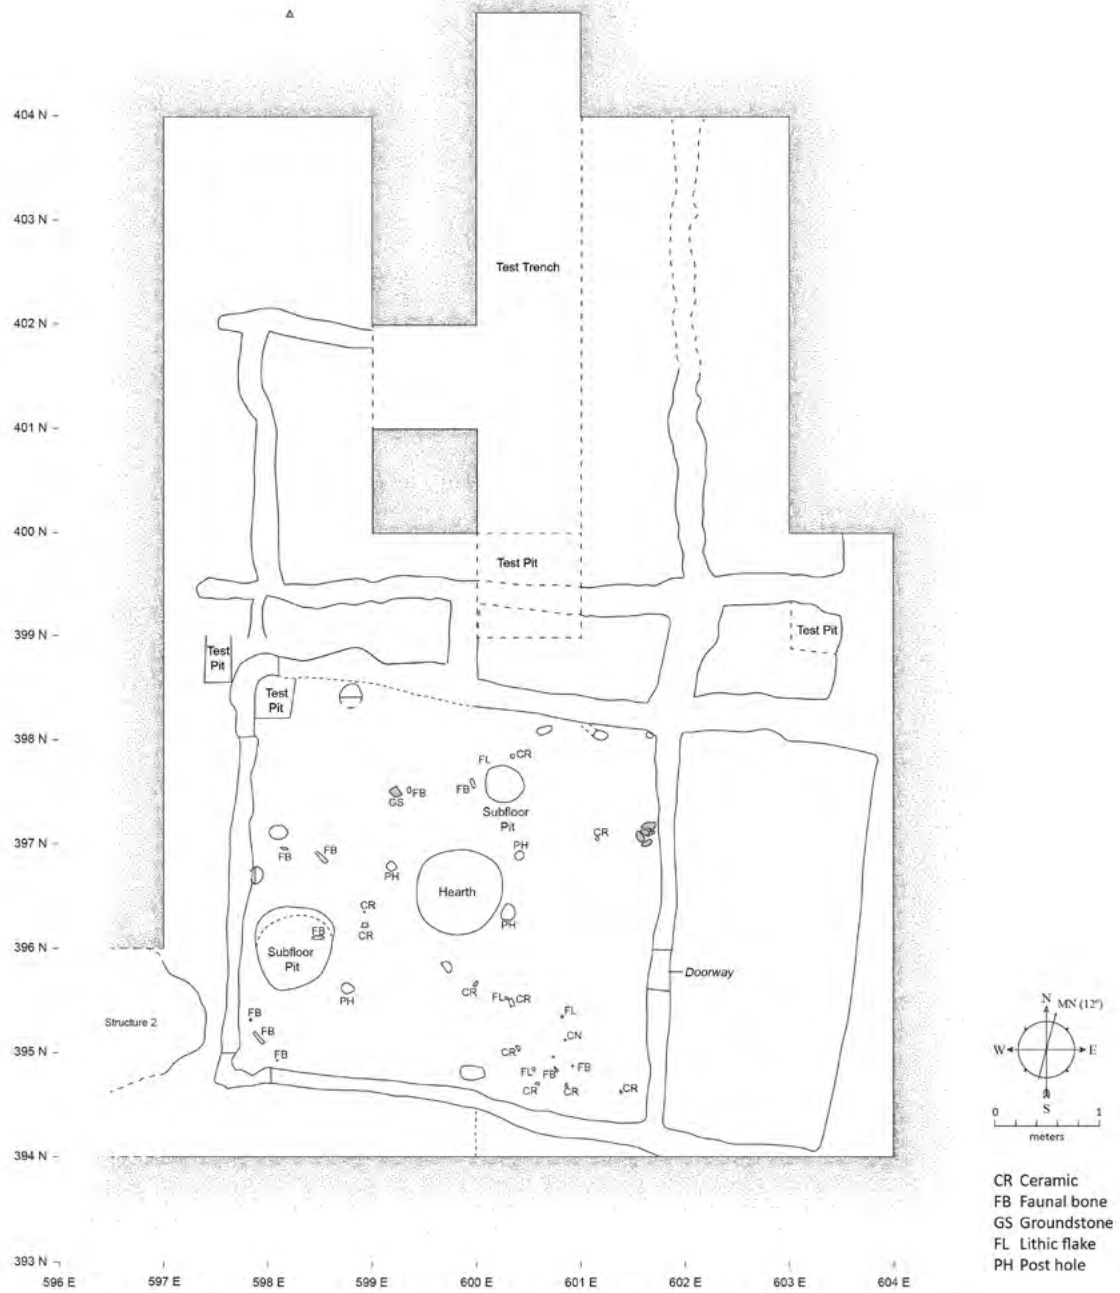 404 N
403 N
Test Trench
402 N
401 N
400 N
Test Pit
399 N
Test
Pit
Test Pit
Test
Pit
398 N
FL
CR
FB
FB
GS
Subfloor
Pit
CR
397 N
PH
FB
FB
PH
Hearth
CR
PH
CR
FB
396 N
Subfloor
Pit
Doorway
PH
CR
FL
CR
FB
FL
Structure 2
FB
CN
395 N
FB
CR
FL
FB
FB
CR
CR
CR
394 N
393 N
596 E
597 E
598 E
599 E
600 E
601 E
602 E
603 E
604 E
N
MN (12º)
W
E
S
0
1
meters
CR Ceramic
FB Faunal bone
GS Groundstone
FL Lithic flake
PH Post hole